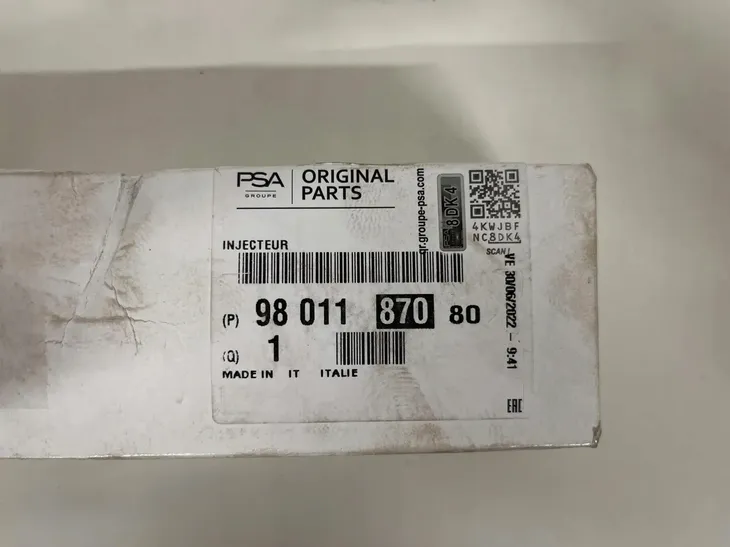 PSA
GROUPE
ORIGINAL
PARTS
qr.groupe-psa.com
8DK4
4KWJBF
NC8DK4
SCAN!
INJECTEUR
(P) 98 011 870 80
(Q) 1
MADE IN IT ITALIE
VE 30/06/2022 - 9:41
EAC